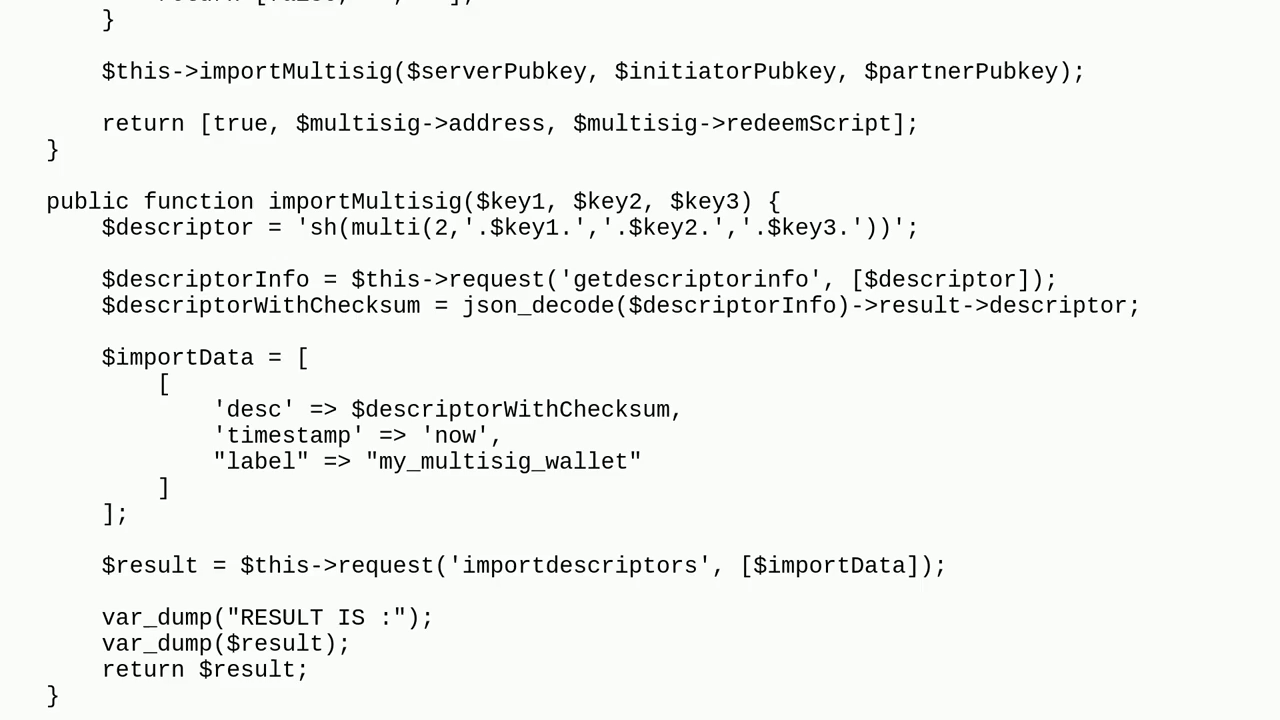 }
$this->importMultisig($serverPubkey, $initiatorPubkey, $partnerPubkey);
return [true, $multisig->address, $multisig->redeemScript];
}
public function importMultisig($key1, $key2, $key3) {
$descriptor = 'sh(multi(2,'.$key1.','.$key2.','.$key3.'))';
$descriptorInfo = $this->request('getdescriptorinfo', [$descriptor]);
$descriptorWithChecksum = json_decode($descriptorInfo)->result->descriptor;
$importData = [
[
'desc' => $descriptorWithChecksum,
'timestamp' => 'now',
"label" => "my_multisig_wallet"
]
];
$result = $this->request('importdescriptors', [$importData]);
var_dump("RESULT IS :");
var_dump($result);
return $result;
}